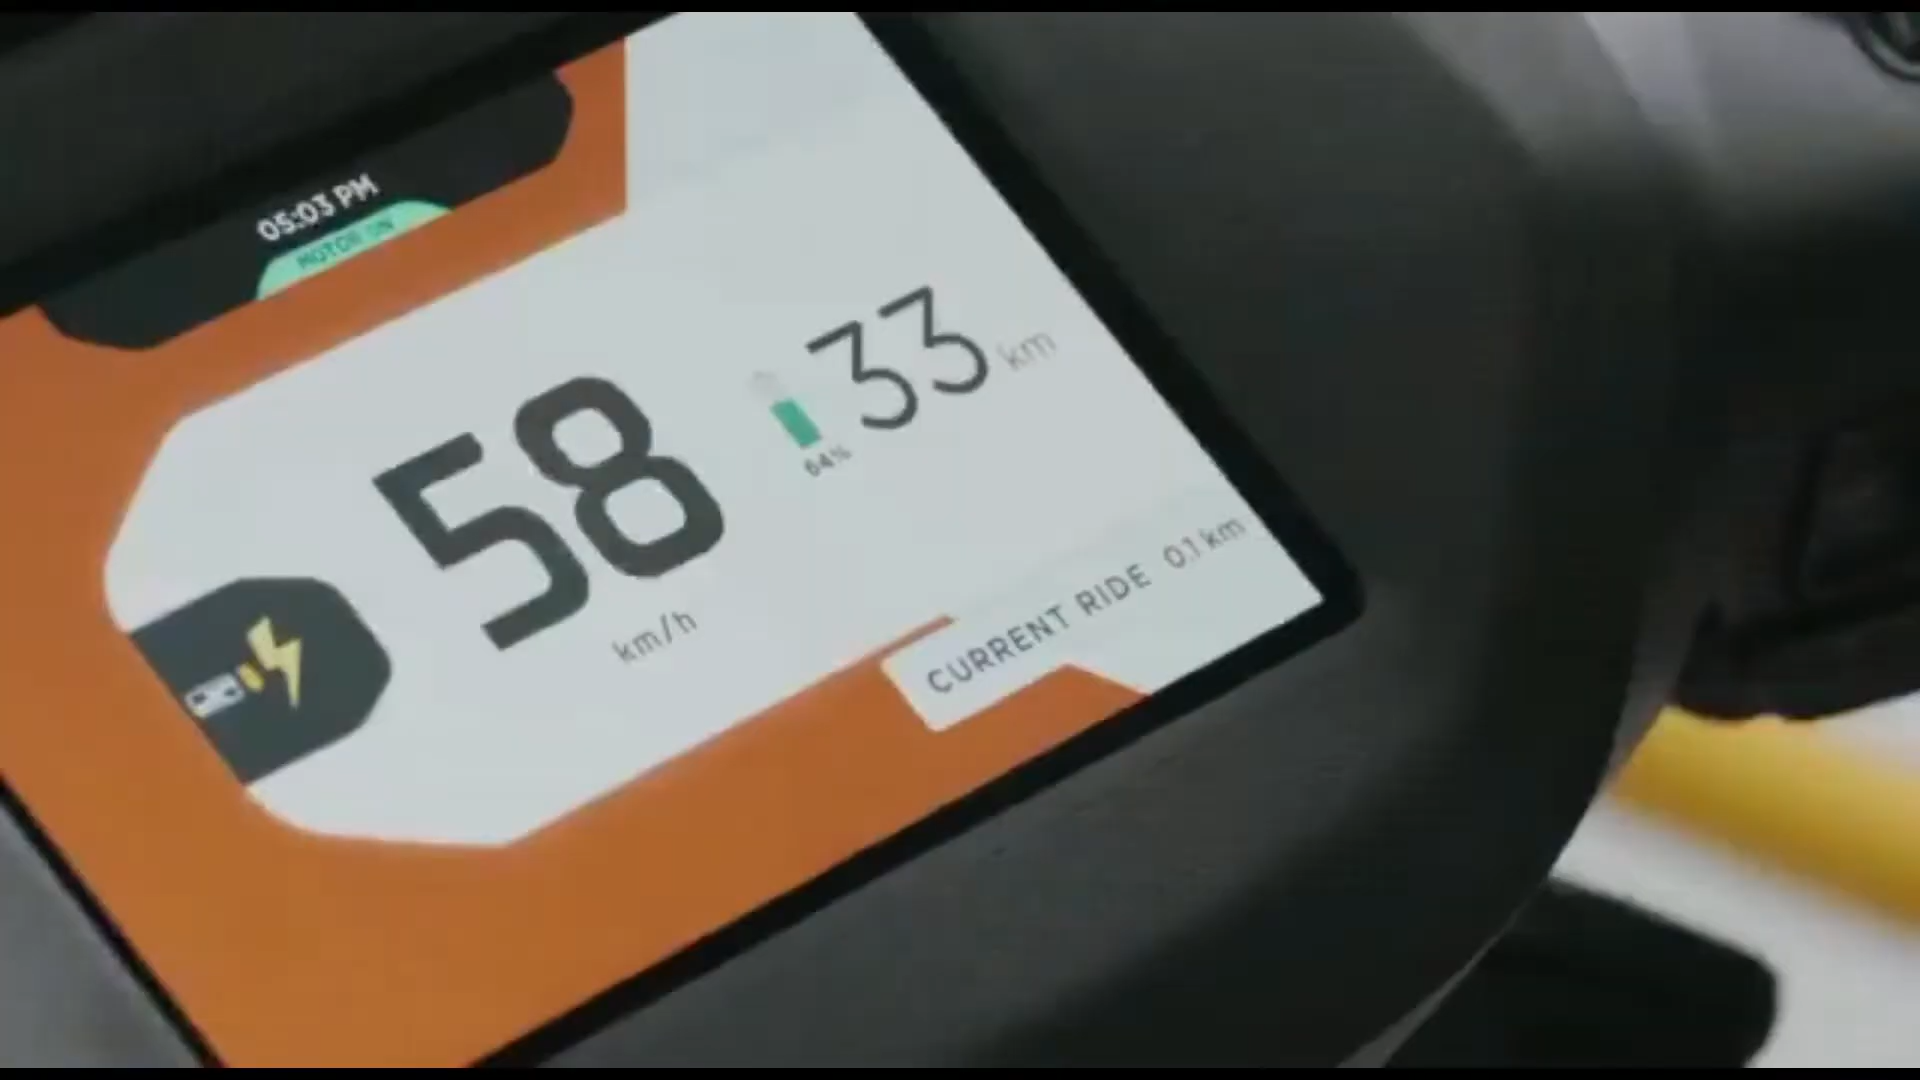 05:03 PM
MOTOR ON
58
km/h
33 km
64%
CURRENT RIDE 0.1 km